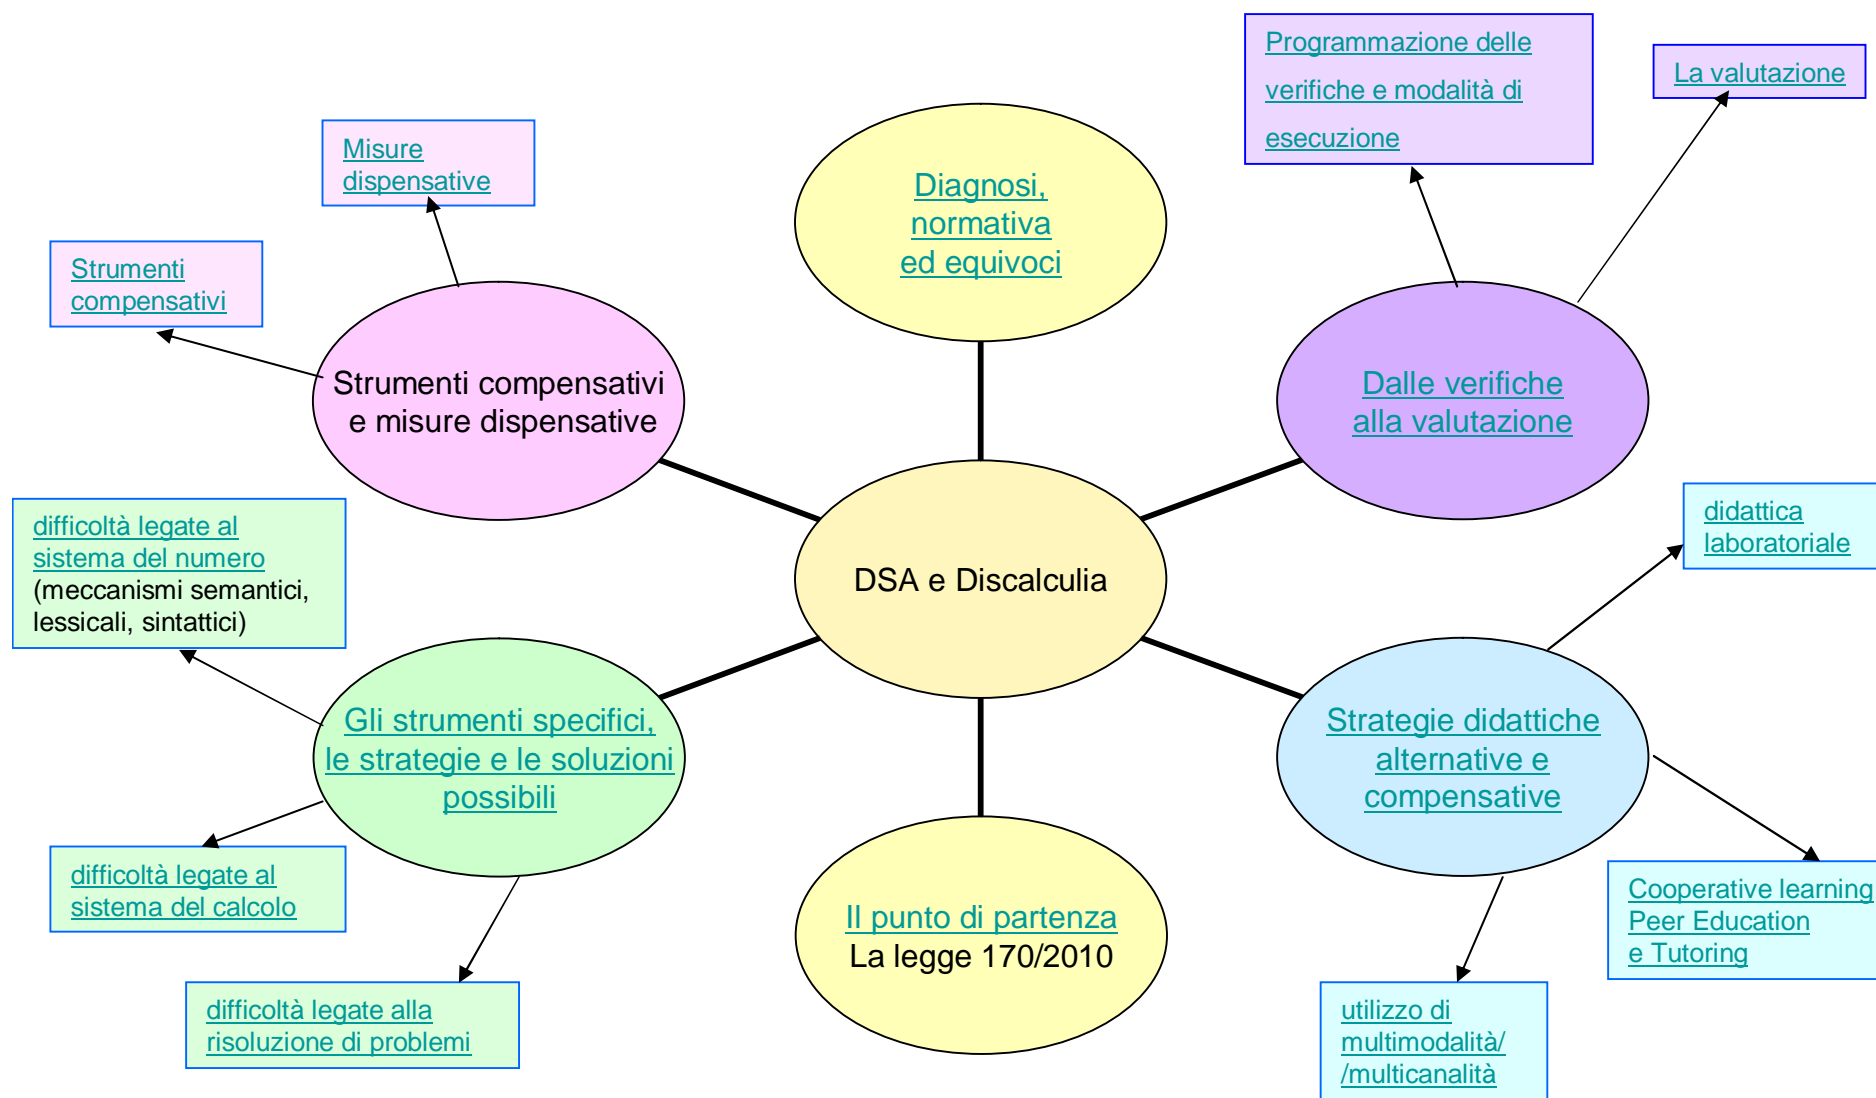 Programmazione delle
verifiche e modalità di
esecuzione
La valutazione
Misure
dispensative
Diagnosi,
normativa
ed equivoci
Strumenti
compensativi
Strumenti compensativi
e misure dispensative
Dalle verifiche
alla valutazione
difficoltà legate al
sistema del numero
(meccanismi semantici,
lessicali, sintattici)
DSA e Discalculia
didattica
laboratoriale
Gli strumenti specifici,
le strategie e le soluzioni
possibili
Strategie didattiche
alternative e
compensative
difficoltà legate al
sistema del calcolo
Il punto di partenza
La legge 170/2010
Cooperative learning
Peer Education
e Tutoring
difficoltà legate alla
risoluzione di problemi
utilizzo di
multimodalità/
/multicanalità